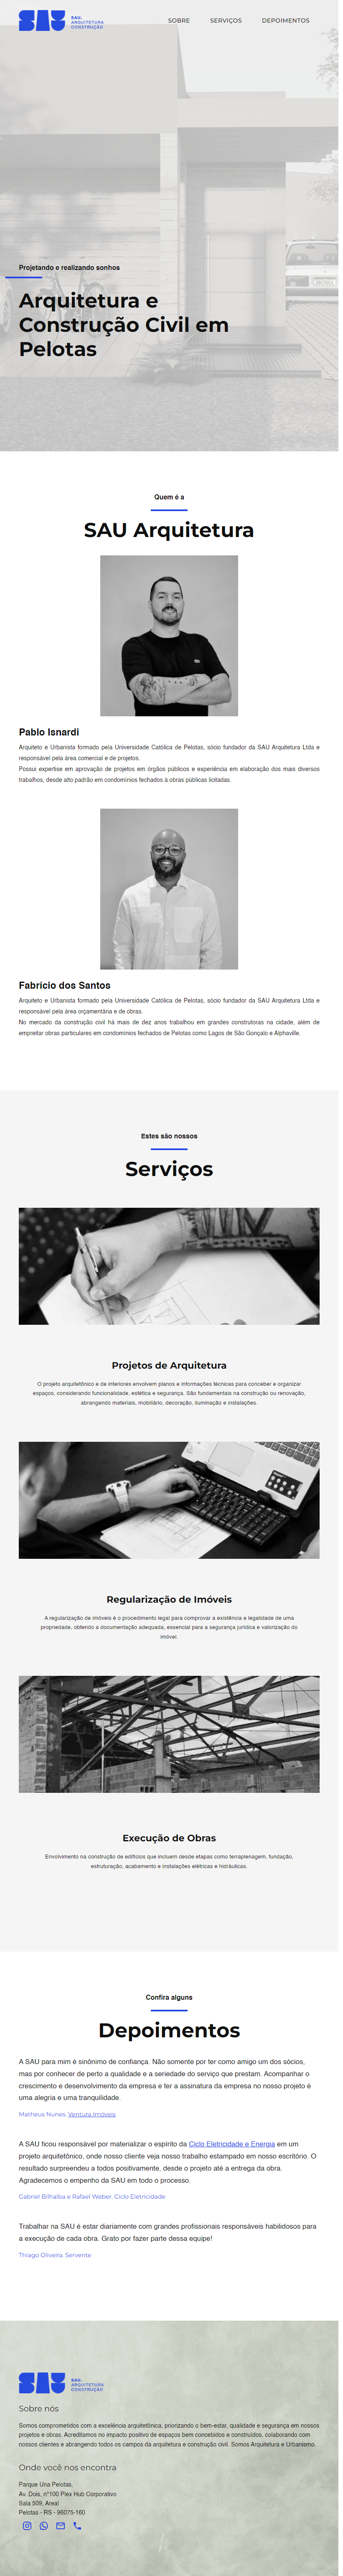 SAU.
ARQUITETURA
CONSTRUÇÃO
SOBRE
SERVIÇOS
DEPOIMENTOS
Projetando e realizando sonhos
Arquitetura e
Construção Civil em
Pelotas
Quem é a
SAU Arquitetura
Pablo Isnardi
Arquiteto e Urbanista formado pela Universidade Católica de Pelotas, sócio fundador da SAU Arquitetura Ltda e
responsável pela área comercial e de projetos.
Possui expertise em aprovação de projetos em órgãos públicos e experiência em elaboração dos mais diversos
trabalhos, desde alto padrão em condomínios fechados à obras públicas licitadas.
Fabrício dos Santos
Arquiteto e Urbanista formado pela Universidade Católica de Pelotas, sócio fundador da SAU Arquitetura Ltda e
responsável pela área orçamentária e de obras.
No mercado da construção civil há mais de dez anos trabalhou em grandes construtoras na cidade, além de
empreitar obras particulares em condomínios fechados de Pelotas como Lagos de São Gonçalo e Alphaville.
Estes são nossos
Serviços
Projetos de Arquitetura
O projeto arquitetônico e de interiores envolvem planos e informações técnicas para conceber e organizar
espaços, considerando funcionalidade, estética e segurança. São fundamentais na construção ou renovação,
abrangendo materiais, mobiliário, decoração, iluminação e instalações.
Regularização de Imóveis
A regularização de imóveis é o procedimento legal para comprovar a existência e legalidade de uma
propriedade, obtendo a documentação adequada, essencial para a segurança jurídica e valorização do
imóvel.
Execução de Obras
Envolvimento na construção de edifícios que incluem desde etapas como terraplenagem, fundação,
estruturação, acabamento e instalações elétricas e hidráulicas.
Confira alguns
Depoimentos
A SAU para mim é sinônimo de confiança. Não somente por ter como amigo um dos sócios,
mas por conhecer de perto a qualidade e a seriedade do serviço que prestam. Acompanhar o
crescimento e desenvolvimento da empresa e ter a assinatura da empresa no nosso projeto é
uma alegria e uma tranquilidade.
Matheus Nunes. Ventura Imóveis
A SAU ficou responsável por materializar o espírito da Ciclo Eletricidade e Energia em um
projeto arquitetônico, onde nosso cliente veja nosso trabalho estampado em nosso escritório. O
resultado surpreendeu a todos positivamente, desde o projeto até a entrega da obra.
Agradecemos o empenho da SAU em todo o processo.
Gabriel Bilhalba e Rafael Weber. Ciclo Eletricidade
Trabalhar na SAU é estar diariamente com grandes profissionais responsáveis habilidosos para
a execução de cada obra. Grato por fazer parte dessa equipe!
Thiago Oliveira. Servente
SAU.
ARQUITETURA
CONSTRUÇÃO
Sobre nós
Somos comprometidos com a excelência arquitetônica, priorizando o bem-estar, qualidade e segurança em nossos
projetos e obras. Acreditamos no impacto positivo de espaços bem concebidos e construídos, colaborando com
nossos clientes e abrangendo todos os campos da arquitetura e construção civil. Somos Arquitetura e Urbanismo.
Onde você nos encontra
Parque Una Pelotas,
Av. Dois, n°100 Plex Hub Corporativo
Sala 509, Areal
Pelotas - RS - 96075-160